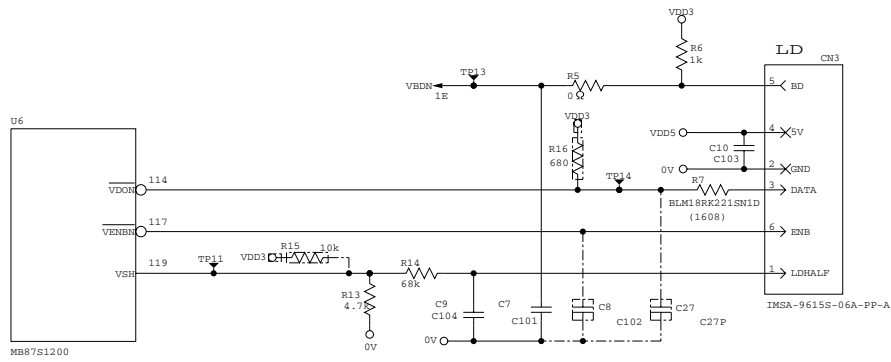 VDD3
R6
1k
LD
CN3
TP13
R5
VBDN
1E
0Ω
5
BD
U6
VDD3
VDD5
4
5V
R16
680
C10
C103
0V
2
GND
114
VDON
TP14
R7
3
DATA
BLM18RK221SN1D
(1608)
117
VENBN
6
ENB
R15
10k
VDD3
119
VSH
TP11
R14
68k
1
LDHALF
R13
4.7k
C9
C104
C7
C101
C8
C102
C27
C27P
IMSA-9615S-06A-PP-A
0V
0V
MB87S1200